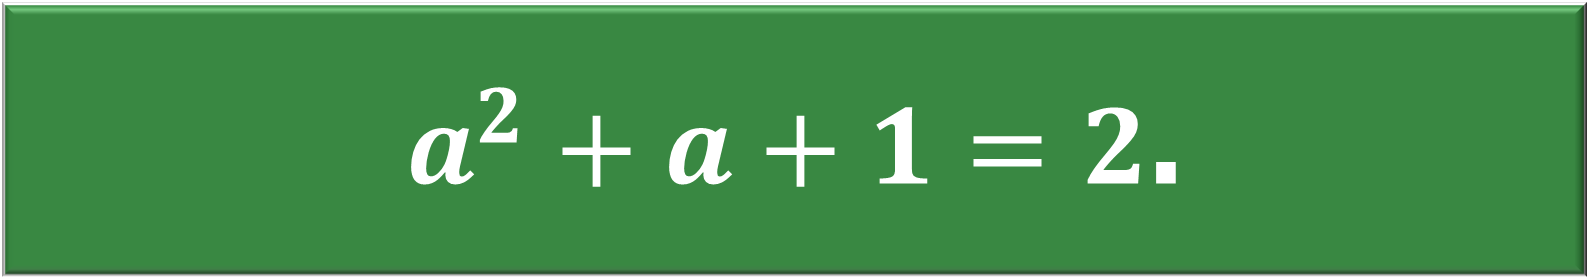 a² + a + 1 = 2.